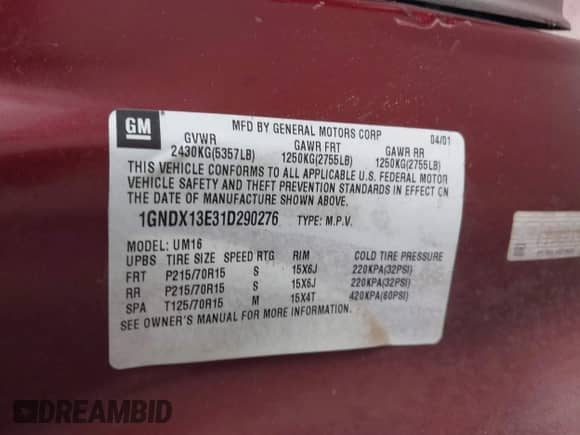 GM
MFD BY GENERAL MOTORS CORP 04/01
GVWR GAWR FRT GAWR RR
2430KG(5357LB) 1250KG(2755LB) 1250KG(2755LB)
THIS VEHICLE CONFORMS TO ALL APPLICABLE U.S. FEDERAL MOTOR
VEHICLE SAFETY AND THEFT PREVENTION STANDARDS IN EFFECT ON
THE DATE OF MANUFACTURE SHOWN ABOVE.
1GNDX13E31D290276 TYPE: M.P.V.
MODEL: UM16
UPBS TIRE SIZE SPEED RTG RIM COLD TIRE PRESSURE
FRT P215/70R15 S 15X6J 220KPA(32PSI)
RR P215/70R15 S 15X6J 220KPA(32PSI)
SPA T125/70R15 M 15X4T 420KPA(60PSI)
SEE OWNER'S MANUAL FOR MORE INFORMATION.
DREAMBID